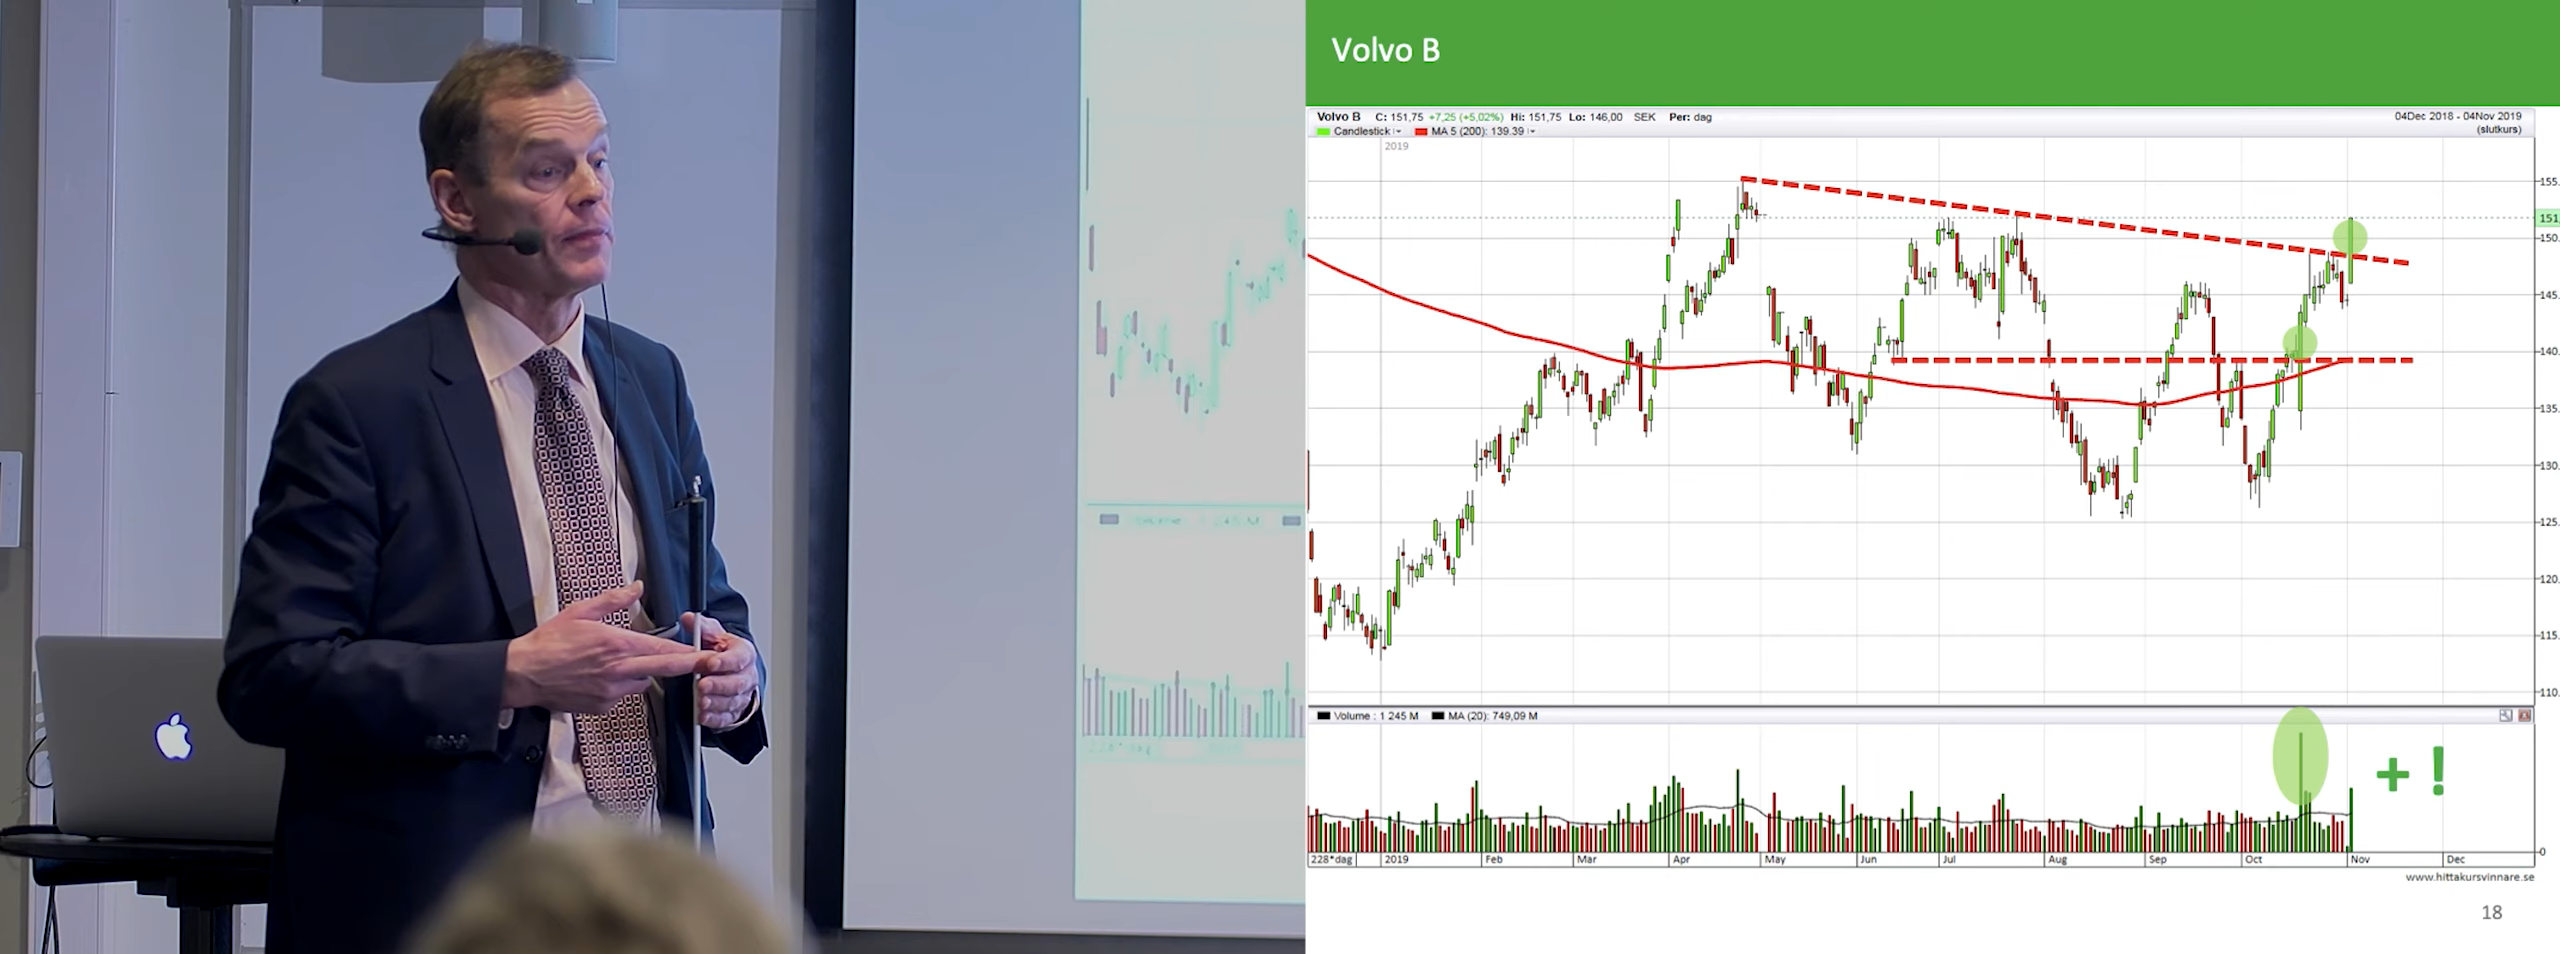 Volvo B
Volvo B C: 151,75 +7,25 (+5,02%) Hi: 151,75 Lo: 146,00 SEK Per: dag
04Dec 2018 - 04Nov 2019
Candlestick MA 5 (200): 139.39
(slutkurs)
2019
155.
151,
150.
145.
140.
135.
130.
125.
120.
115.
110.
Volume : 1 245 M MA (20): 749,09 M
+ !
0
228*dag 2019 Feb Mar Apr May Jun Jul Aug Sep Oct Nov Dec
www.hittakursvinnare.se
18